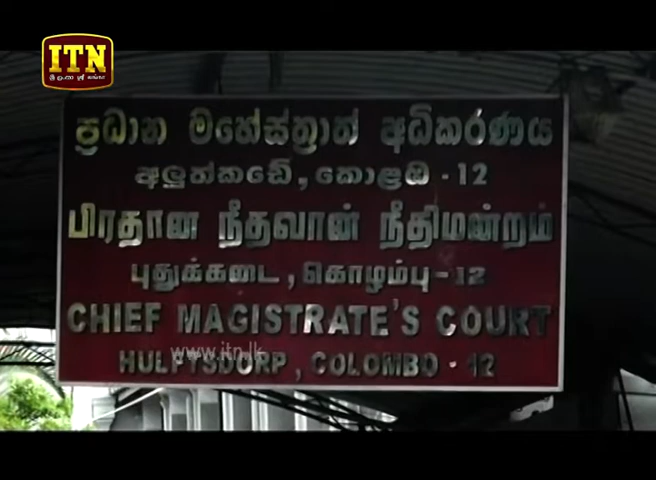 ITN
ශ්‍රී ලංකා ஸ்ரீ லங்கா
ප්‍රධාන මහේස්ත්‍රාත් අධිකරණය
අලුත්කඩේ, කොළඹ - 12
பிரதான நீதவான் நீதிமன்றம்
புதுக்கடை, கொழும்பு - 12
CHIEF MAGISTRATE'S COURT
www.itn.lk
HULFTSDORP, COLOMBO - 12